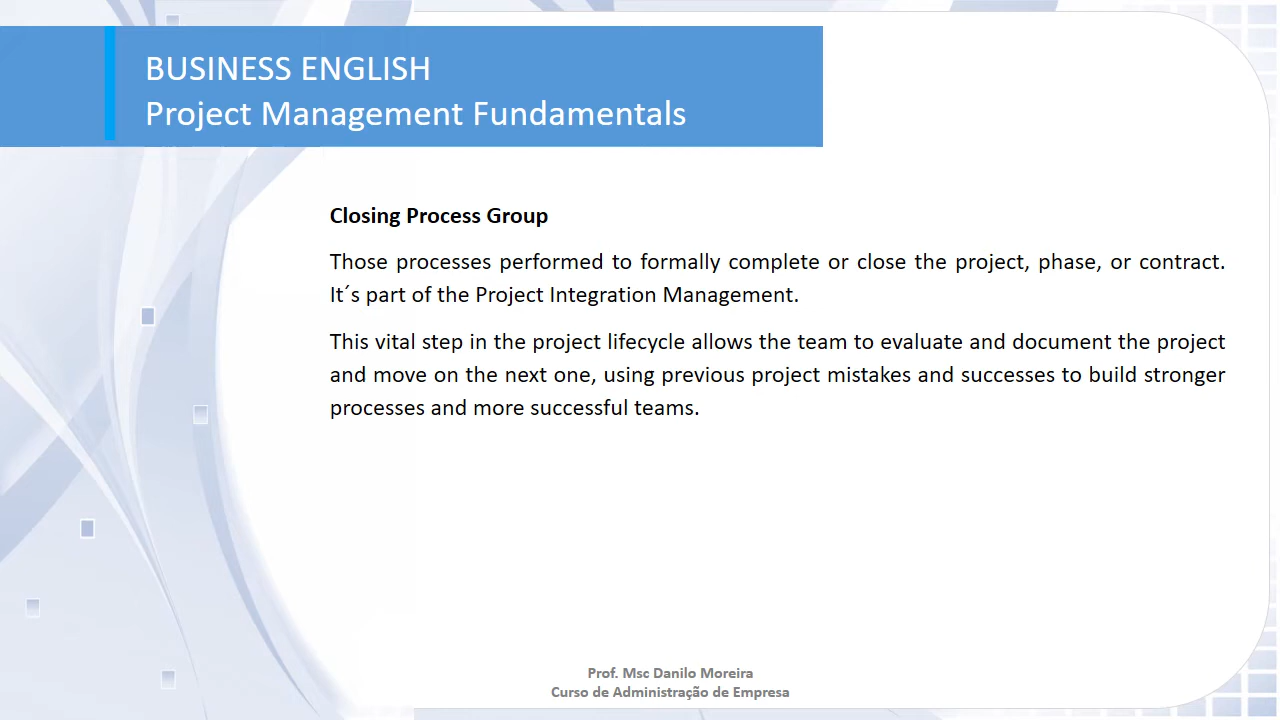 BUSINESS ENGLISH
Project Management Fundamentals
Closing Process Group
Those processes performed to formally complete or close the project, phase, or contract.
It´s part of the Project Integration Management.
This vital step in the project lifecycle allows the team to evaluate and document the project
and move on the next one, using previous project mistakes and successes to build stronger
processes and more successful teams.
Prof. Msc Danilo Moreira
Curso de Administração de Empresa